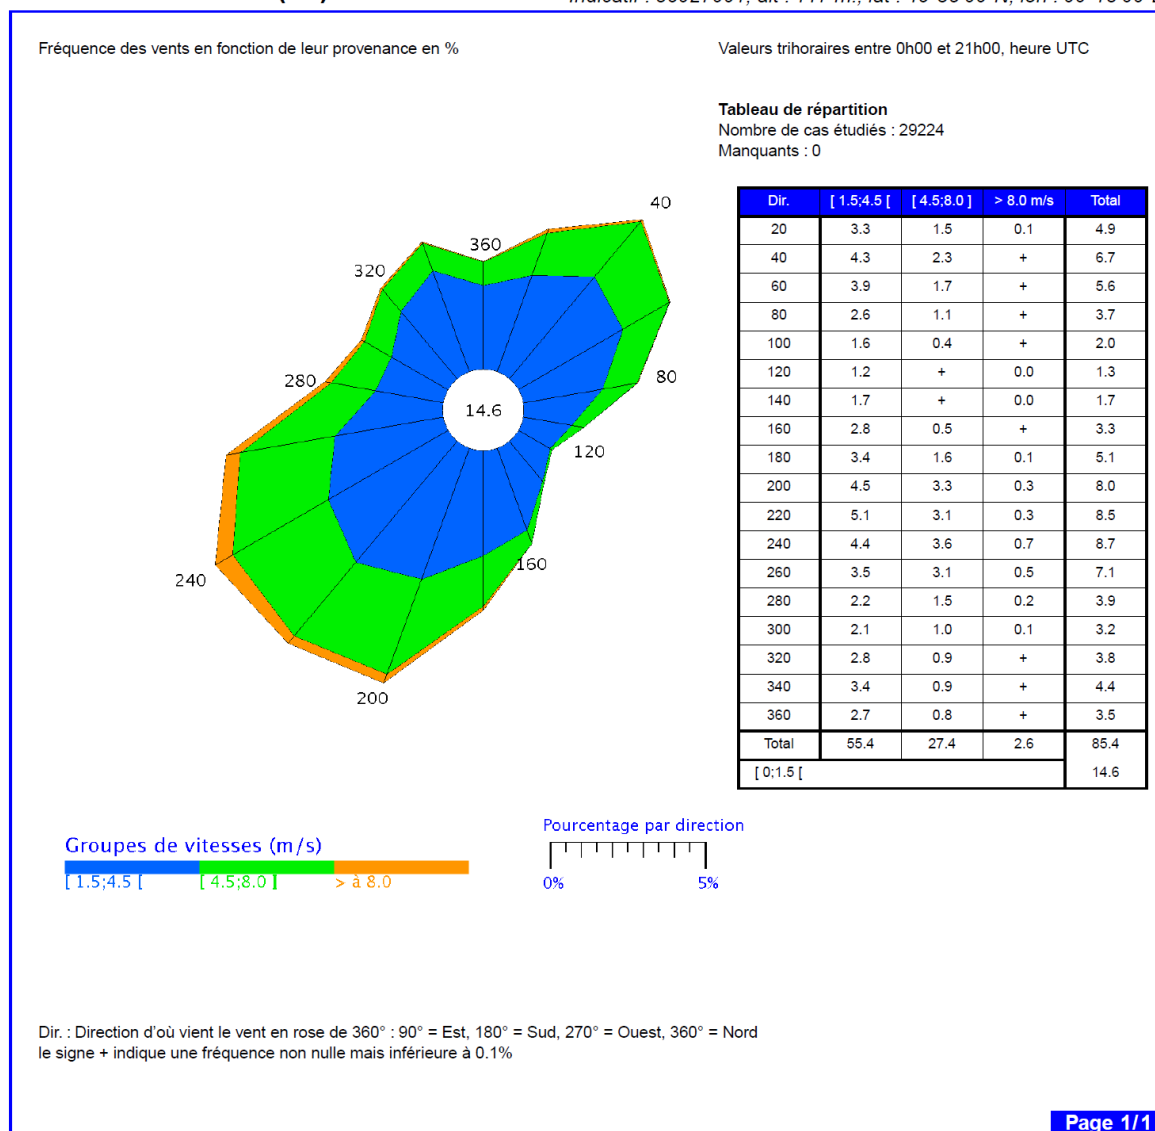 Indicatif : alt : m., lat : lon :
Fréquence des vents en fonction de leur provenance en %
Valeurs trihoraires entre 0h00 et 21h00, heure UTC
Tableau de répartition
Nombre de cas étudiés : 29224
Manquants : 0
40
360
320
280
14.6
80
120
160
240
200
Dir. [ 1.5;4.5 [ [ 4.5;8.0 ] > 8.0 m/s Total
20 3.3 1.5 0.1 4.9
40 4.3 2.3 + 6.7
60 3.9 1.7 + 5.6
80 2.6 1.1 + 3.7
100 1.6 0.4 + 2.0
120 1.2 + 0.0 1.3
140 1.7 + 0.0 1.7
160 2.8 0.5 + 3.3
180 3.4 1.6 0.1 5.1
200 4.5 3.3 0.3 8.0
220 5.1 3.1 0.3 8.5
240 4.4 3.6 0.7 8.7
260 3.5 3.1 0.5 7.1
280 2.2 1.5 0.2 3.9
300 2.1 1.0 0.1 3.2
320 2.8 0.9 + 3.8
340 3.4 0.9 + 4.4
360 2.7 0.8 + 3.5
Total 55.4 27.4 2.6 85.4
[ 0;1.5 [ 14.6
Groupes de vitesses (m/s)
[ 1.5;4.5 [ [ 4.5;8.0 ] > à 8.0
Pourcentage par direction
0% 5%
Dir. : Direction d'où vient le vent en rose de 360° : 90° = Est, 180° = Sud, 270° = Ouest, 360° = Nord
le signe + indique une fréquence non nulle mais inférieure à 0.1%
Page 1/1